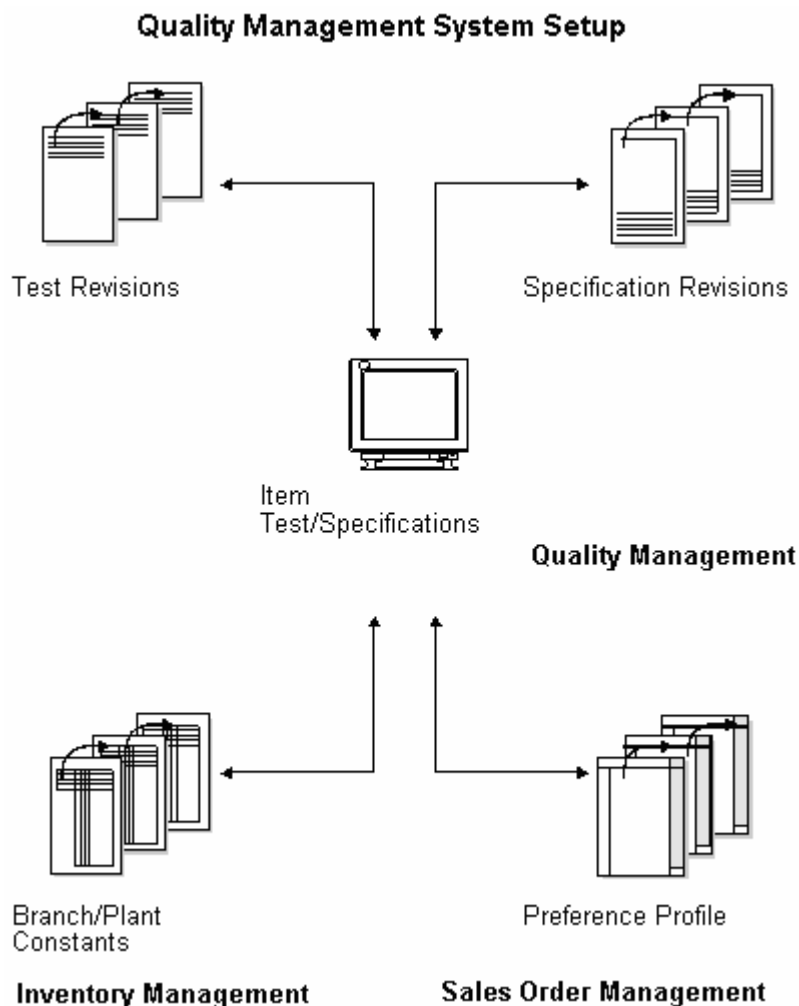 Quality Management System Setup
Test Revisions
Specification Revisions
Item
Test/Specifications
Quality Management
Branch/Plant
Constants
Preference Profile
Inventory Management
Sales Order Management